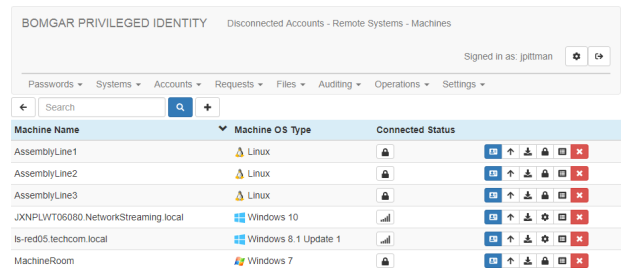 BOMGAR PRIVILEGED IDENTITY Disconnected Accounts - Remote Systems - Machines
Signed in as: jpittman
Passwords Systems Accounts Requests Files Auditing Operations Settings
Search
Machine Name Machine OS Type Connected Status
AssemblyLine1 Linux
AssemblyLine2 Linux
AssemblyLine3 Linux
JXNPLWT06080.NetworkStreaming.local Windows 10
ls-red05.techcom.local Windows 8.1 Update 1
MachineRoom Windows 7